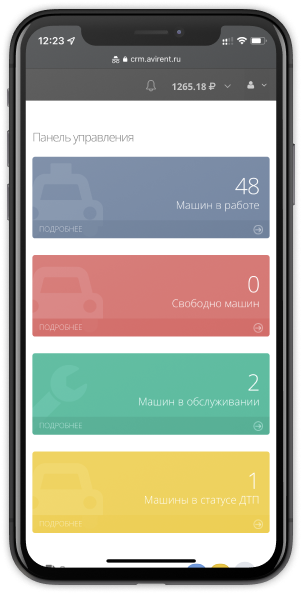 12:23
crm.avirent.ru
1265.18 ₽
Панель управления
48
Машин в работе
ПОДРОБНЕЕ
0
Свободно машин
ПОДРОБНЕЕ
2
Машин в обслуживании
ПОДРОБНЕЕ
1
Машины в статусе ДТП
ПОДРОБНЕЕ